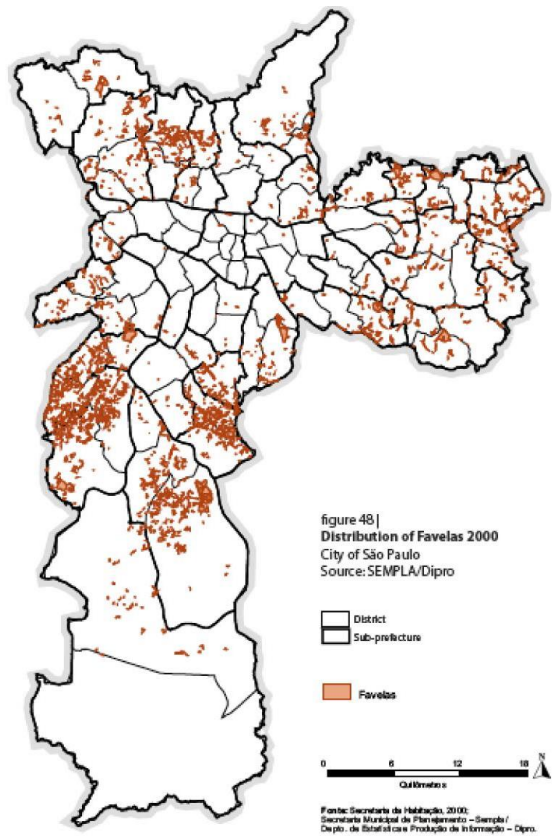 figure 48|
Distribution of Favelas 2000
City of São Paulo
Source: SEMPLA/Dipro
District
Sub-prefecture
Favelas
0 6 12 18
Quilômetros
N
Fonte: Secretaria da Habitação, 2000;
Secretaria Municipal de Planejamento – Sempla/
Depto. de Estatística e Produção de Informação – Dipro.